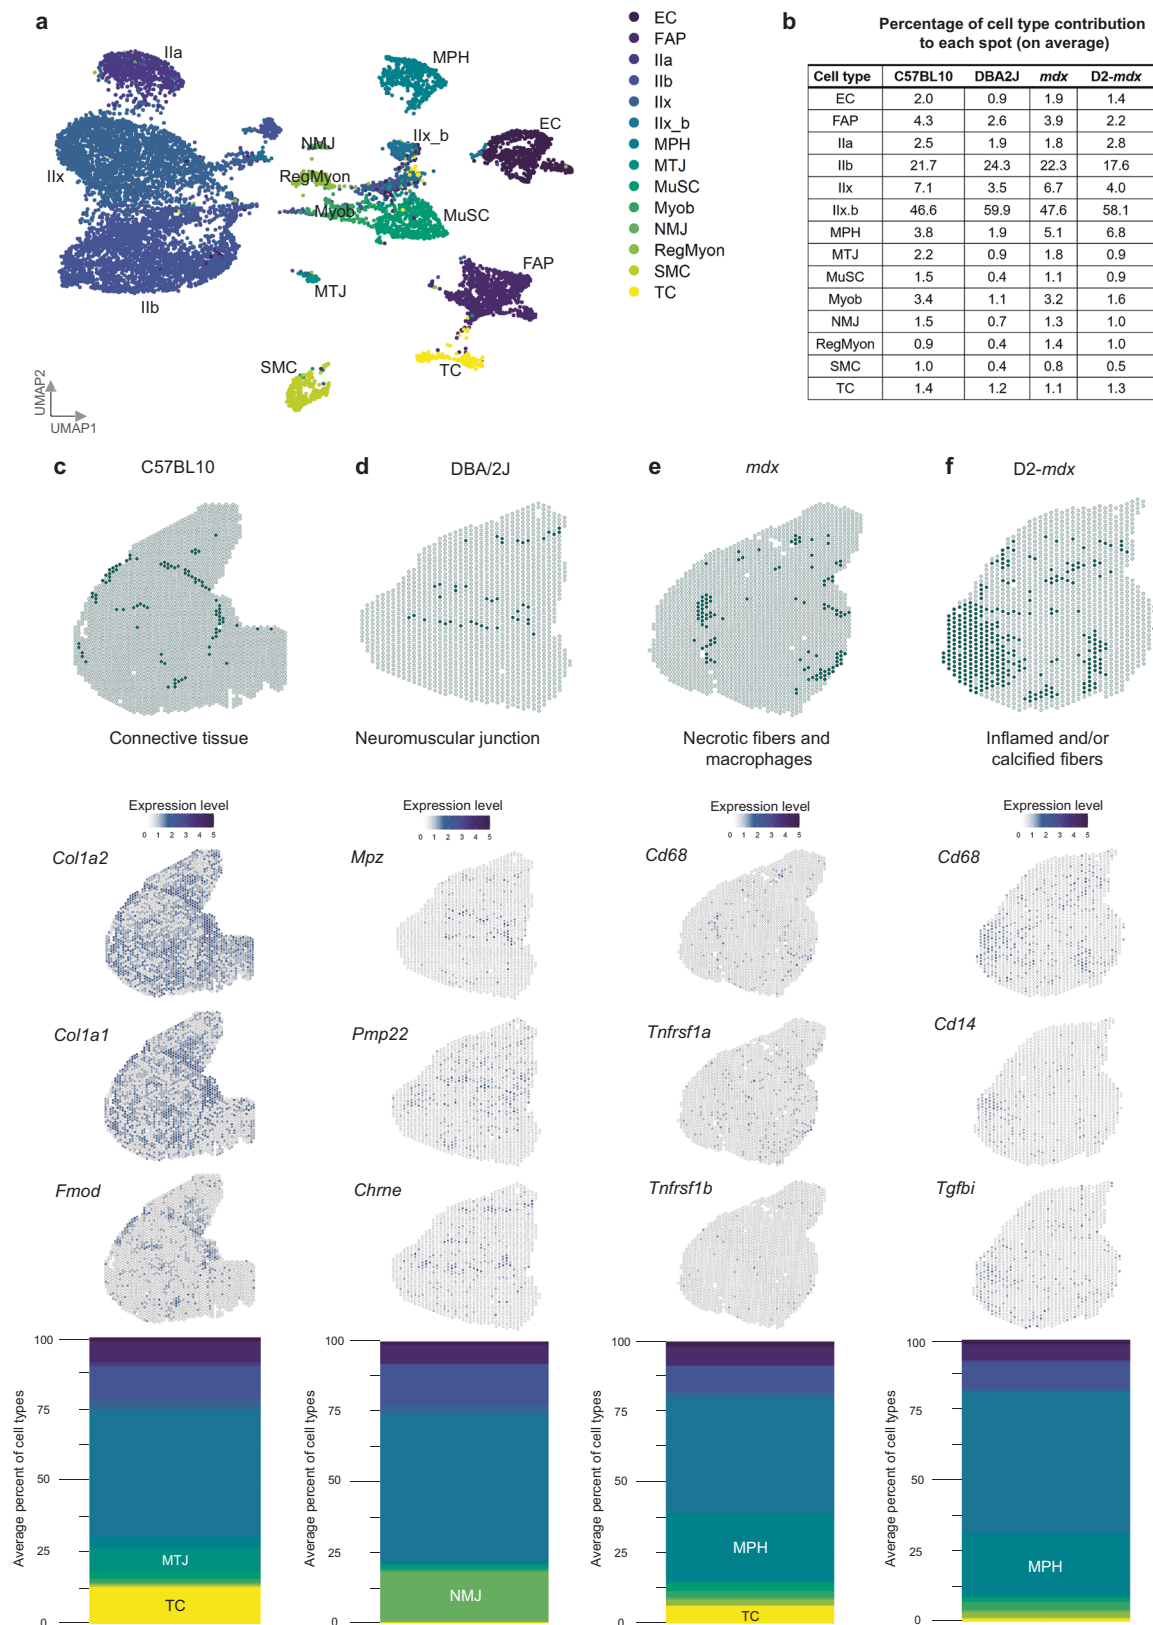 a
IIa
MPH
EC
IIx_b
NMJ
IIx
RegMyon
Myob
MuSC
FAP
MTJ
IIb
SMC
TC
UMAP2
UMAP1
EC
FAP
IIa
IIb
IIx
IIx_b
MPH
MTJ
MuSC
Myob
NMJ
RegMyon
SMC
TC
b
Percentage of cell type contribution
to each spot (on average)
Cell type C57BL10 DBA2J mdx D2-mdx
EC 2.0 0.9 1.9 1.4
FAP 4.3 2.6 3.9 2.2
IIa 2.5 1.9 1.8 2.8
IIb 21.7 24.3 22.3 17.6
IIx 7.1 3.5 6.7 4.0
IIx.b 46.6 59.9 47.6 58.1
MPH 3.8 1.9 5.1 6.8
MTJ 2.2 0.9 1.8 0.9
MuSC 1.5 0.4 1.1 0.9
Myob 3.4 1.1 3.2 1.6
NMJ 1.5 0.7 1.3 1.0
RegMyon 0.9 0.4 1.4 1.0
SMC 1.0 0.4 0.8 0.5
TC 1.4 1.2 1.1 1.3
c C57BL10
Connective tissue
Expression level
0 1 2 3 4 5
Col1a2
Col1a1
Fmod
Average percent of cell types
100
75
50
25
0
MTJ
TC
d DBA/2J
Neuromuscular junction
Expression level
0 1 2 3 4 5
Mpz
Pmp22
Chrne
Average percent of cell types
100
75
50
25
0
NMJ
e mdx
Necrotic fibers and
macrophages
Expression level
0 1 2 3 4 5
Cd68
Tnfrsf1a
Tnfrsf1b
Average percent of cell types
100
75
50
25
0
MPH
TC
f D2-mdx
Inflamed and/or
calcified fibers
Expression level
0 1 2 3 4 5
Cd68
Cd14
Tgfbi
Average percent of cell types
100
75
50
25
0
MPH